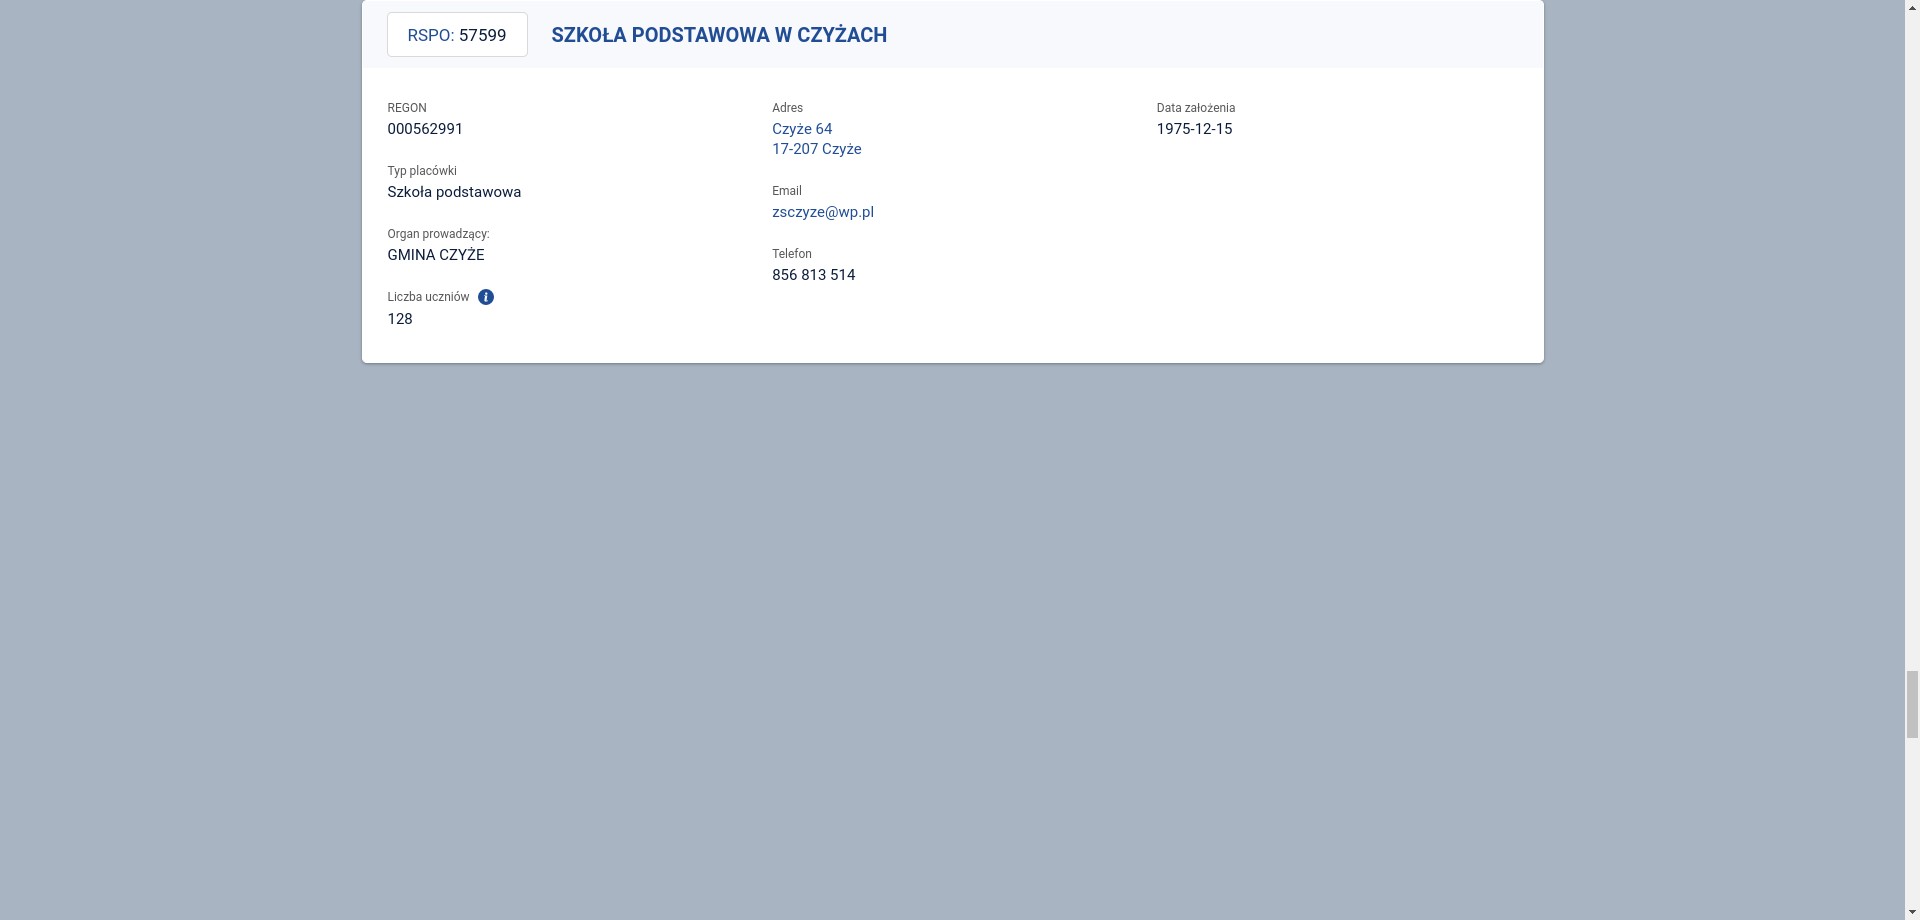 RSPO: 57599
SZKOŁA PODSTAWOWA W CZYŻACH
REGON
000562991
Typ placówki
Szkoła podstawowa
Organ prowadzący:
GMINA CZYŻE
Liczba uczniów
128
Adres
Czyże 64
17-207 Czyże
Email
zsczyze@wp.pl
Telefon
856 813 514
Data założenia
1975-12-15